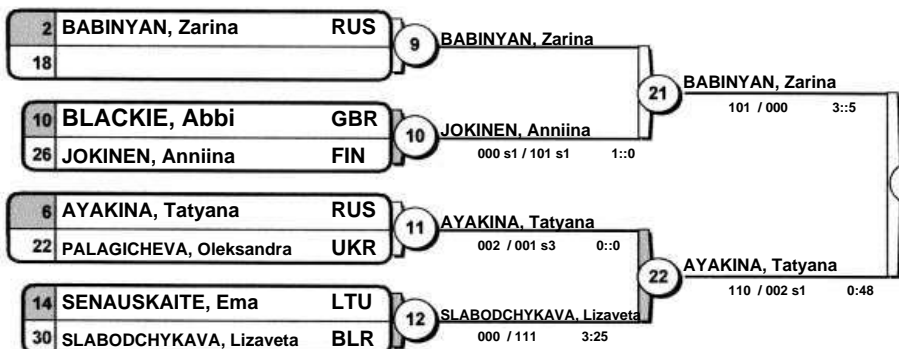 2 BABINYAN, Zarina RUS
18
9
BABINYAN, Zarina
10 BLACKIE, Abbi GBR
26 JOKINEN, Anniina FIN
10
JOKINEN, Anniina
000 s1 / 101 s1 1::0
21
BABINYAN, Zarina
101 / 000 3::5
6 AYAKINA, Tatyana RUS
22 PALAGICHEVA, Oleksandra UKR
11
AYAKINA, Tatyana
002 / 001 s3 0::0
14 SENAUSKAITE, Ema LTU
30 SLABODCHYKAVA, Lizaveta BLR
12
SLABODCHYKAVA, Lizaveta
000 / 111 3:25
22
AYAKINA, Tatyana
110 / 002 s1 0:48